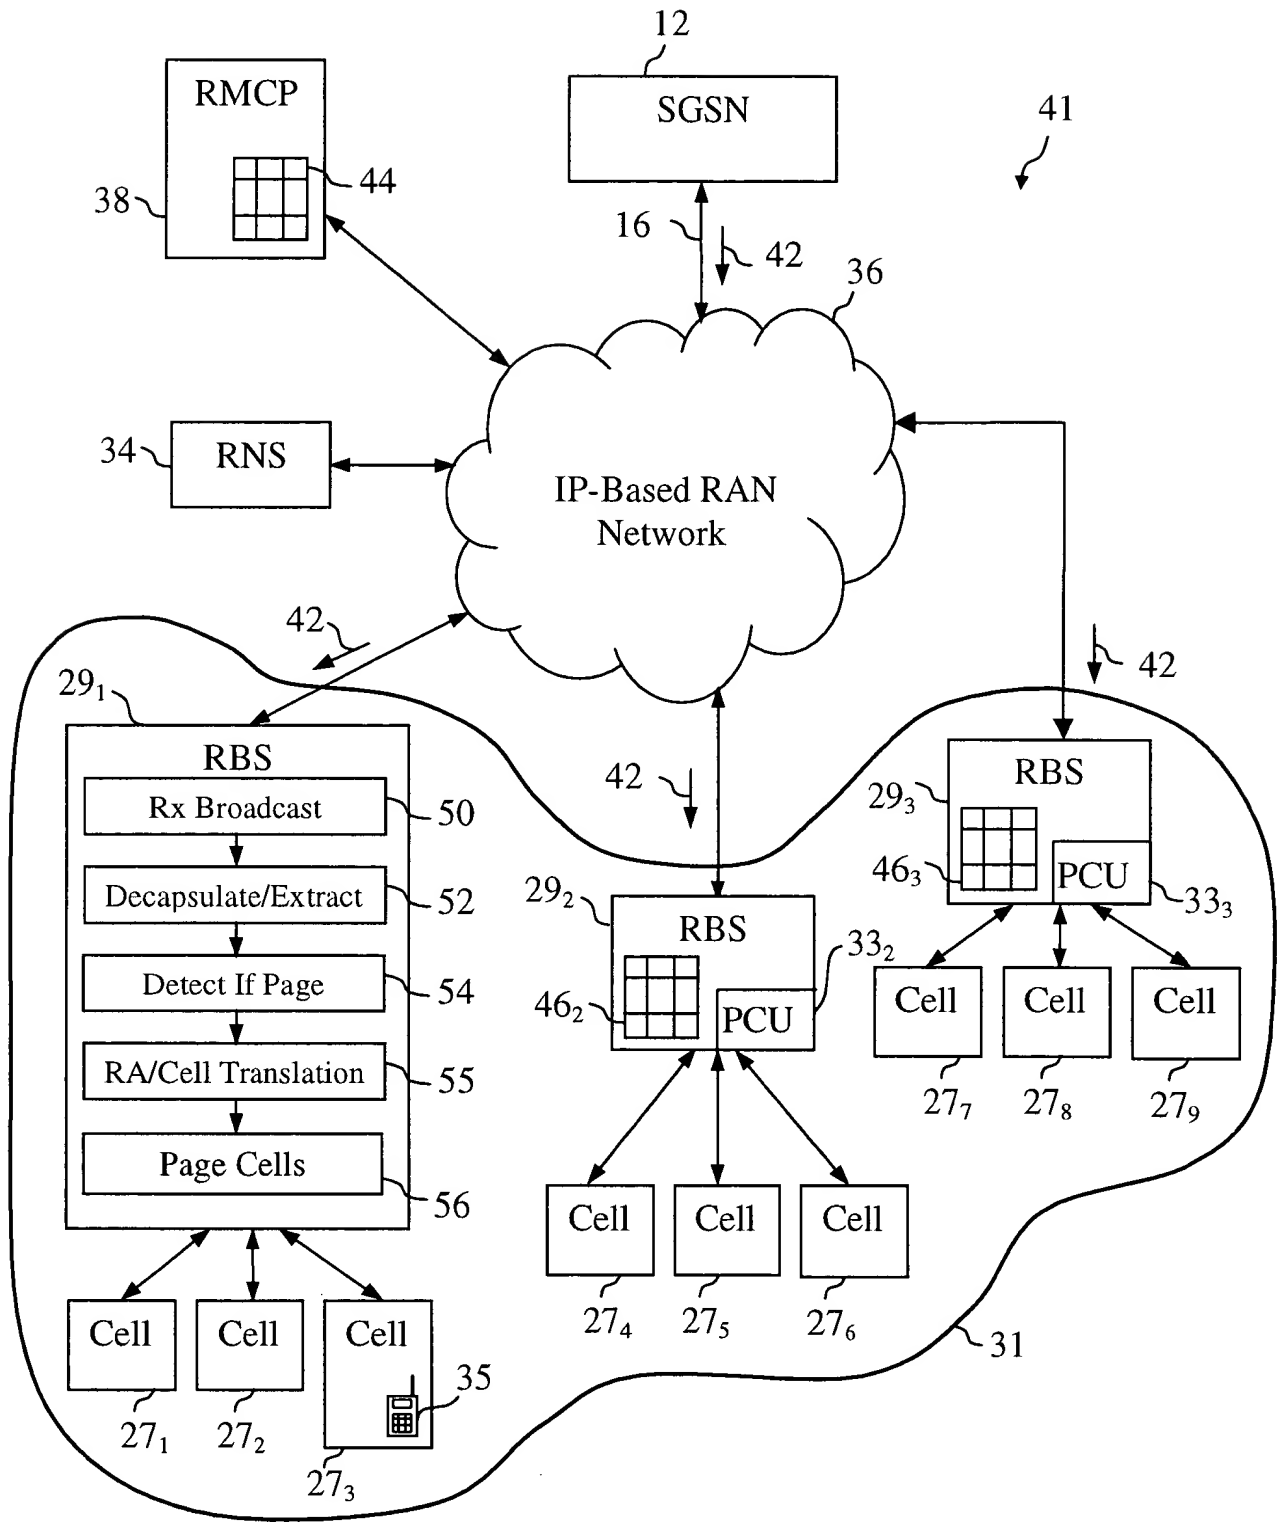 12
RMCP
SGSN
41
44
38
16
42
36
34
RNS
IP-Based RAN
Network
42
42
29₁
RBS
42
RBS
Rx Broadcast
50
29₃
46₃
PCU
33₃
Decapsulate/Extract
52
29₂
RBS
33₂
Detect If Page
54
46₂
PCU
Cell
Cell
Cell
RA/Cell Translation
55
27₇
27₈
27₉
Page Cells
56
Cell
Cell
Cell
27₄
27₅
27₆
Cell
Cell
Cell
31
35
27₁
27₂
27₃